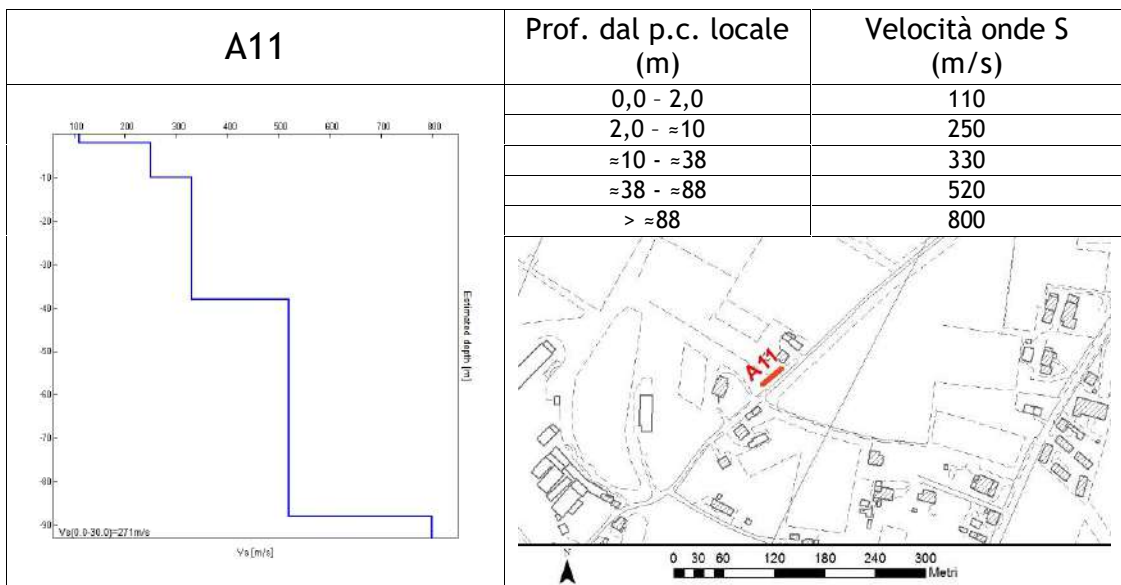 A11
Prof. dal p.c. locale
(m)
Velocità onde S
(m/s)
0,0 – 2,0 110
2,0 – ≈10 250
≈10 - ≈38 330
≈38 - ≈88 520
> ≈88 800
100 200 300 400 500 600 700 800
-10
-20
-30
-40
-50
-60
-70
-80
-90
Estimated depth [m]
Vs(0.0-30.0)=271m/s
Vs [m/s]
A11
N
0 30 60 120 180 240 300
Metri